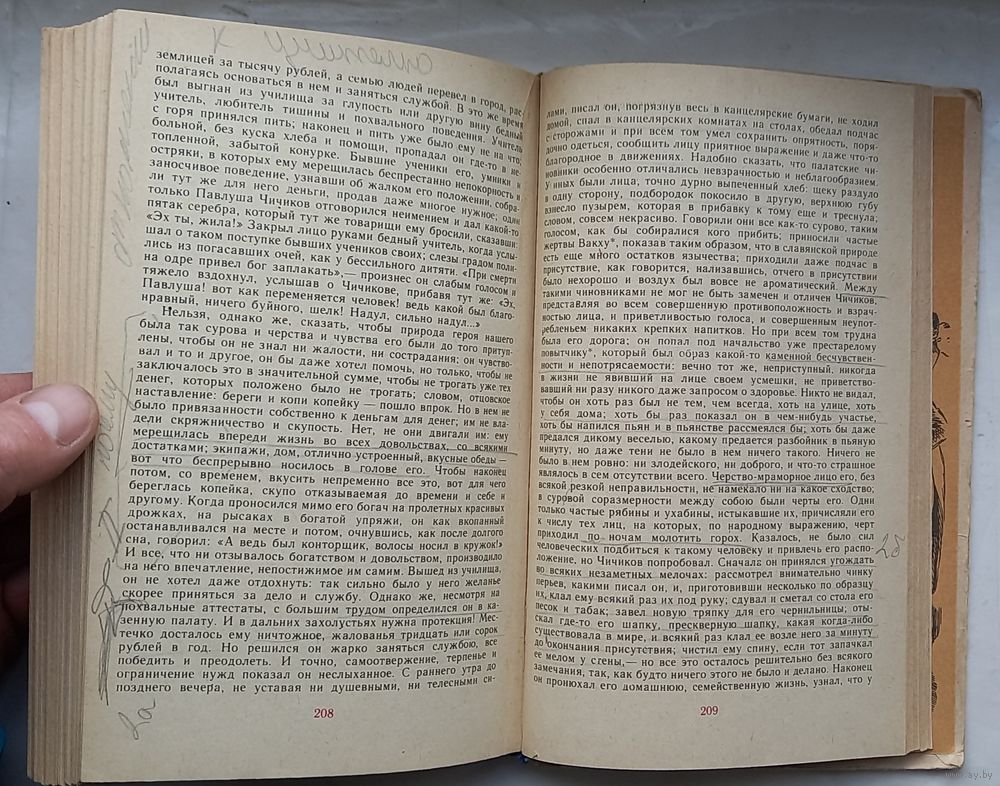 землицей за тысячу рублей, а семью людей перевел в город, рас-
полагаясь основаться в нем и заняться службой. В это же время
был выгнан из училища за глупость или другую вину бедный
учитель, любитель тишины и похвального поведения. Учитель
с горя принялся пить; наконец и пить уже было ему не на что;
больной, без куска хлеба и помощи, пропадал он где-то в не-
топленной, забытой конурке. Бывшие ученики его, умники и
остряки, в которых ему мерещилась беспрестанно непокорность и
заносчивое поведение, узнавши об жалком его положении, собра-
ли тут же для него деньги, продав даже многое нужное; один
только Павлуша Чичиков отговорился неимением и дал какой-то
пятак серебра, который тут же товарищи ему бросили, сказавши:
«Эх ты, жила!» Закрыл лицо руками бедный учитель, когда услы-
шал о таком поступке бывших учеников своих; слезы градом поли-
лись из погасавших очей, как у бессильного дитяти. «При смерти
на одре привел бог заплакать»,— произнес он слабым голосом и
тяжело вздохнул, услышав о Чичикове, прибавя тут же: «Эх,
Павлуша! вот как переменяется человек! ведь какой был благо-
нравный, ничего буйного, шелк! Надул, сильно надул...»
Нельзя, однако же, сказать, чтобы природа героя нашего
была так сурова и черства и чувства его были до того притуп-
лены, чтобы он не знал ни жалости, ни сострадания; он чувство-
вал и то и другое, он бы даже хотел помочь, но только, чтобы не
заключалось это в значительной сумме, чтобы не трогать уже тех
денег, которых положено было не трогать; словом, отцовское
наставление: береги и копи копейку — пошло впрок. Но в нем не
было привязанности собственно к деньгам для денег; им не вла-
дели скряжничество и скупость. Нет, не они двигали им: ему
мерещилась впереди жизнь во всех довольствах, со всякими
достатками; экипажи, дом, отлично устроенный, вкусные обеды —
вот что беспрерывно носилось в голове его. Чтобы наконец
потом, со временем, вкусить непременно все это, вот для чего
береглась копейка, скупо отказываемая до времени и себе и
другому. Когда проносился мимо его богач на пролетных красивых
дрожках, на рысаках в богатой упряжи, он как вкопанный
останавливался на месте и потом, очнувшись, как после долгого
сна, говорил: «А ведь был конторщик, волосы носил в кружок!»
И все, что ни отзывалось богатством и довольством, производило
на него впечатление, непостижимое им самим. Вышед из училища,
он не хотел даже отдохнуть: так сильно было у него желанье
скорее приняться за дело и службу. Однако же, несмотря на
похвальные аттестаты, с большим трудом определился он в ка-
зенную палату. И в дальних захолустьях нужна протекция! Мес-
течко досталось ему ничтожное, жалованья тридцать или сорок
рублей в год. Но решился он жарко заняться службою, все
победить и преодолеть. И точно, самоотвержение, терпенье и
ограничение нужд показал он неслыханное. С раннего утра до
позднего вечера, не уставая ни душевными, ни телесными си-
208
2а
лами, писал он, погрязнув весь в канцелярские бумаги, не ходил
домой, спал в канцелярских комнатах на столах, обедал подчас
с сторожами и при всем том умел сохранить опрятность, поря-
дочно одеться, сообщить лицу приятное выражение и даже что-то
благородное в движениях. Надобно сказать, что палатские чи-
новники особенно отличались невзрачностью и неблагообразием.
У иных были лица, точно дурно выпеченный хлеб: щеку раздуло
в одну сторону, подбородок покосило в другую, верхнюю губу
взнесло пузырем, которая в прибавку к тому еще и треснула;
словом, совсем некрасиво. Говорили они все как-то сурово, таким
голосом, как бы собиралися кого прибить; приносили частые
жертвы Вакху*, показав таким образом, что в славянской природе
есть еще много остатков язычества; приходили даже подчас в
присутствие, как говорится, нализавшись, отчего в присутствии
было нехорошо и воздух был вовсе не ароматический. Между
такими чиновниками не мог не быть замечен и отличен Чичиков,
представляя во всем совершенную противоположность и взрач-
ностью лица, и приветливостью голоса, и совершенным неупот-
ребленьем никаких крепких напитков. Но при всем том трудна
была его дорога; он попал под начальство уже престарелому
повытчику*, который был образ какой-то каменной бесчувствен-
ности и непотрясаемости: вечно тот же, неприступный, никогда
в жизни не явивший на лице своем усмешки, не приветство-
вавший ни разу никого даже запросом о здоровье. Никто не видал,
чтобы он хоть раз был не тем, чем всегда, хоть на улице, хоть
у себя дома; хоть бы раз показал он в чем-нибудь участье,
хоть бы напился пьян и в пьянстве рассмеялся бы; хоть бы даже
предался дикому веселью, какому предается разбойник в пьяную
минуту, но даже тени не было в нем ничего такого. Ничего не
было в нем ровно: ни злодейского, ни доброго, и что-то страшное
являлось в сем отсутствии всего. Черство-мраморное лицо его, без
всякой резкой неправильности, не намекало ни на какое сходство;
в суровой соразмерности между собою были черты его. Одни
только частые рябины и ухабины, истыкавшие их, причисляли его
к числу тех лиц, на которых, по народному выражению, черт
приходил по ночам молотить горох. Казалось, не было сил
человеческих подбиться к такому человеку и привлечь его распо-
ложение, но Чичиков попробовал. Сначала он принялся угождать
во всяких незаметных мелочах: рассмотрел внимательно чинку
перьев, какими писал он, и, приготовивши несколько по образцу
их, клал ему всякий раз их под руку; сдувал и сметал со стола его
песок и табак; завел новую тряпку для его чернильницы; оты-
скал где-то его шапку, прескверную шапку, какая когда-либо
существовала в мире, и всякий раз клал ее возле него за минуту
до окончания присутствия; чистил ему спину, если тот запачкал
ее мелом у стены,— но все это осталось решительно без всякого
замечания, так, как будто ничего этого не было и делано. Наконец
он пронюхал его домашнюю, семейственную жизнь, узнал, что у
209
www.ay.by